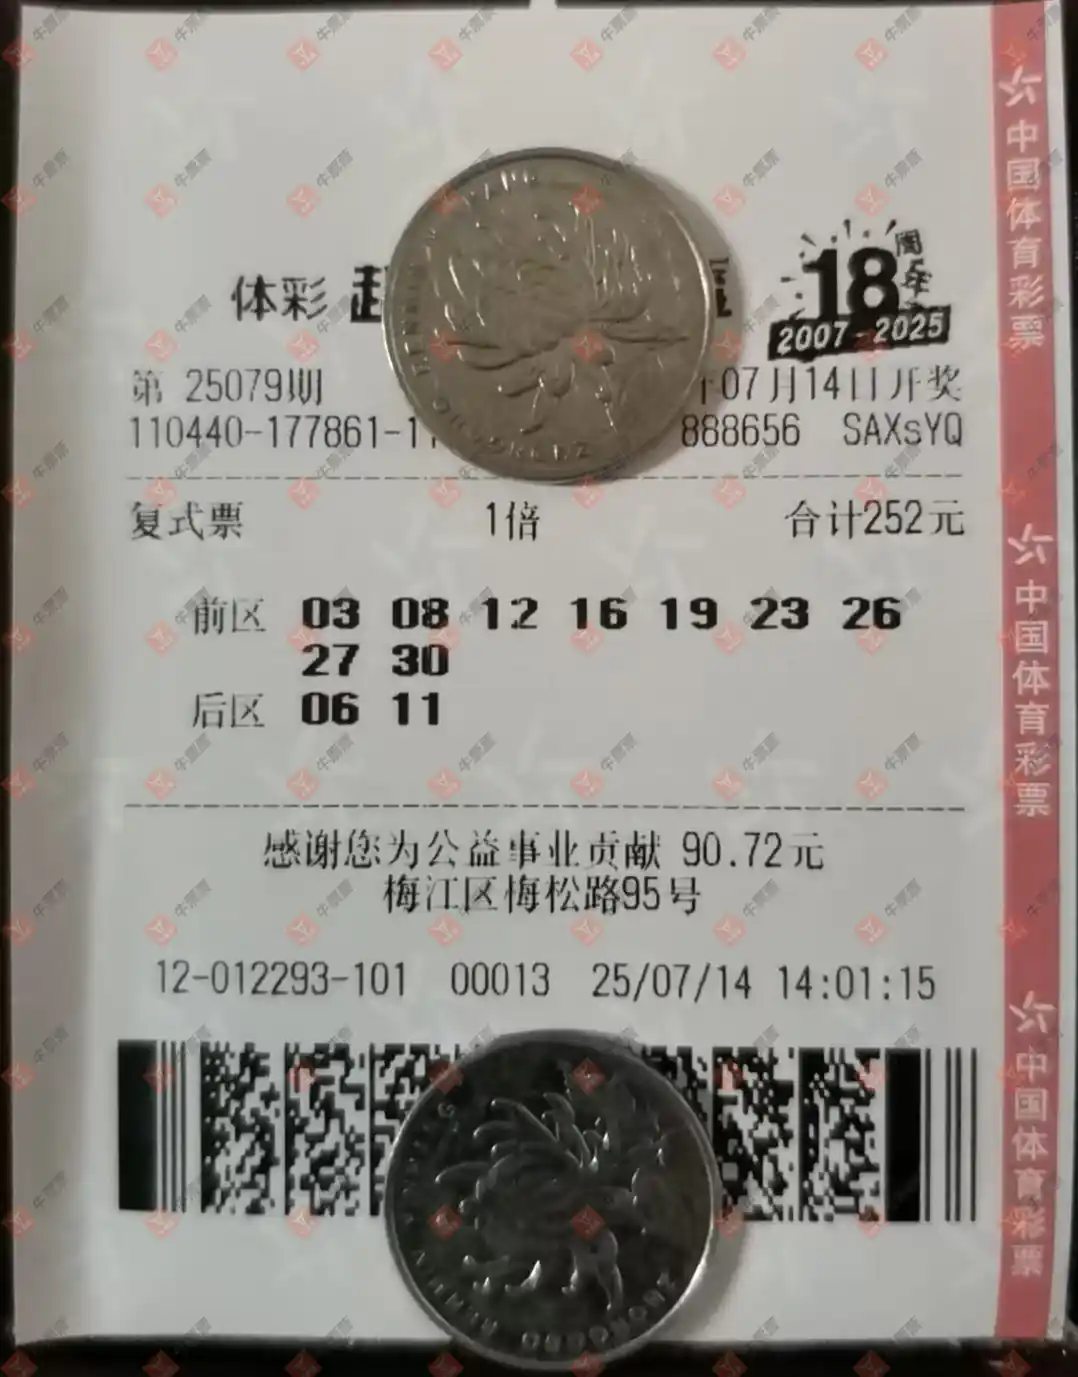 体彩
18周年
2007-2025
第 25079期
07月14日开奖
110440-177861-11
888656 SAXsYQ
复式票 1倍 合计252元
前区 03 08 12 16 19 23 26
27 30
后区 06 11
感谢您为公益事业贡献 90.72元
梅江区梅松路95号
12-012293-101 00013 25/07/14 14:01:15
中国体育彩票
中国体育彩票
中国体育彩票
牛票票